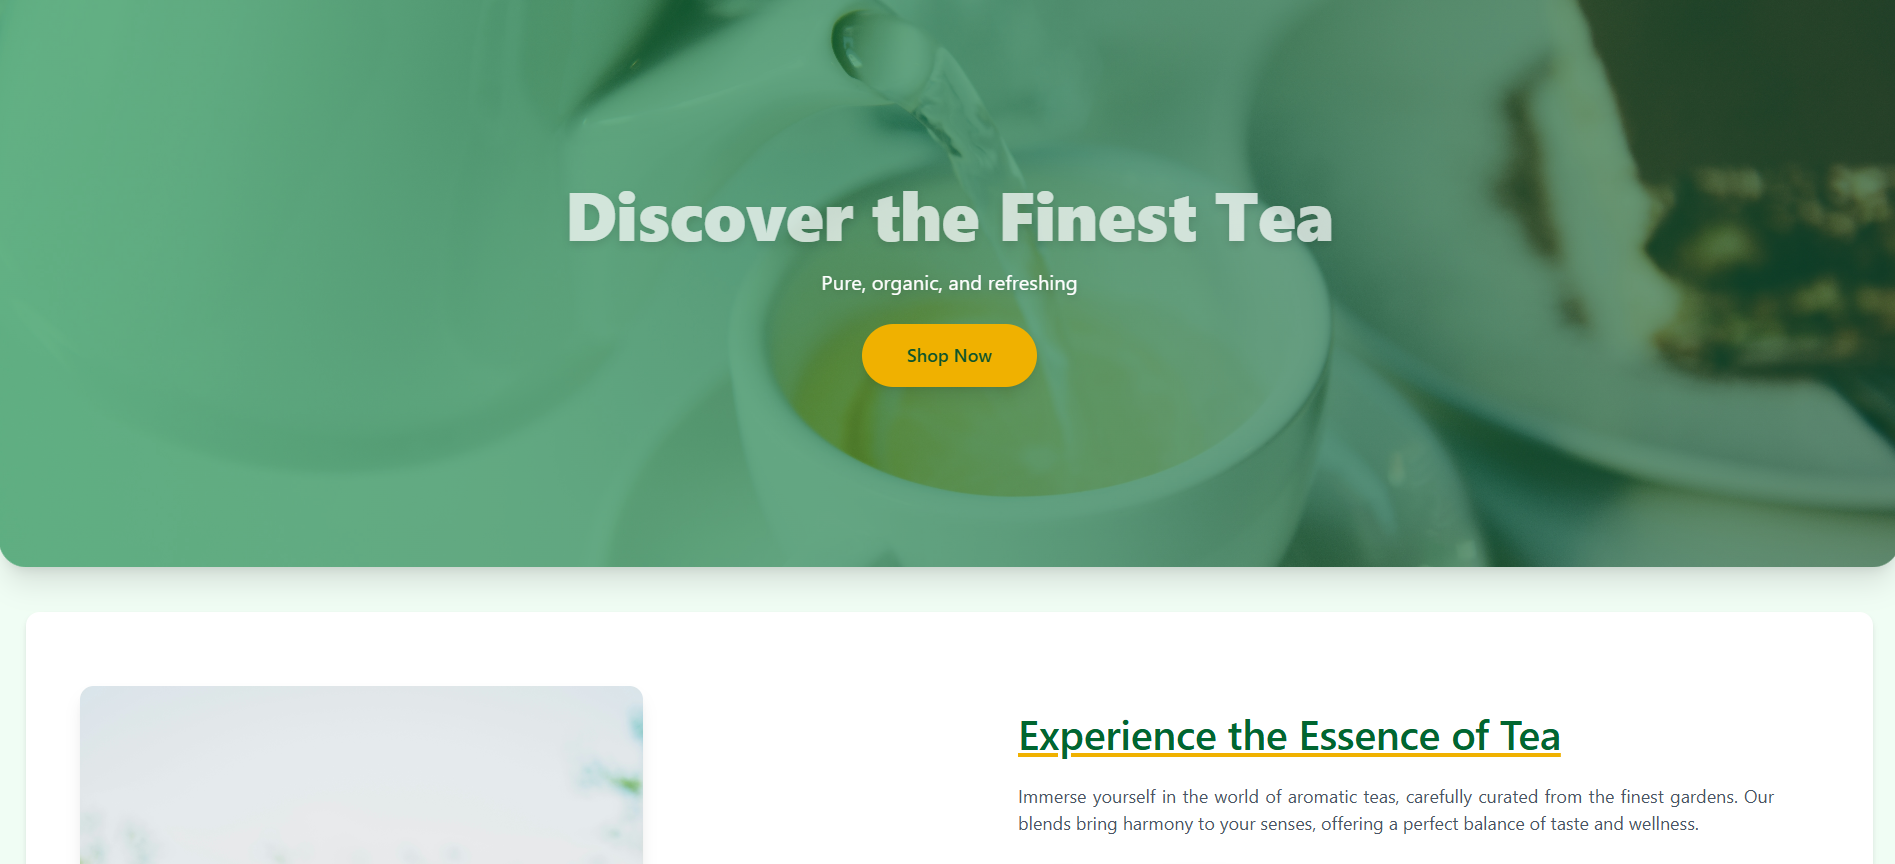 Discover the Finest Tea
Pure, organic, and refreshing
Shop Now
Experience the Essence of Tea
Immerse yourself in the world of aromatic teas, carefully curated from the finest gardens. Our
blends bring harmony to your senses, offering a perfect balance of taste and wellness.